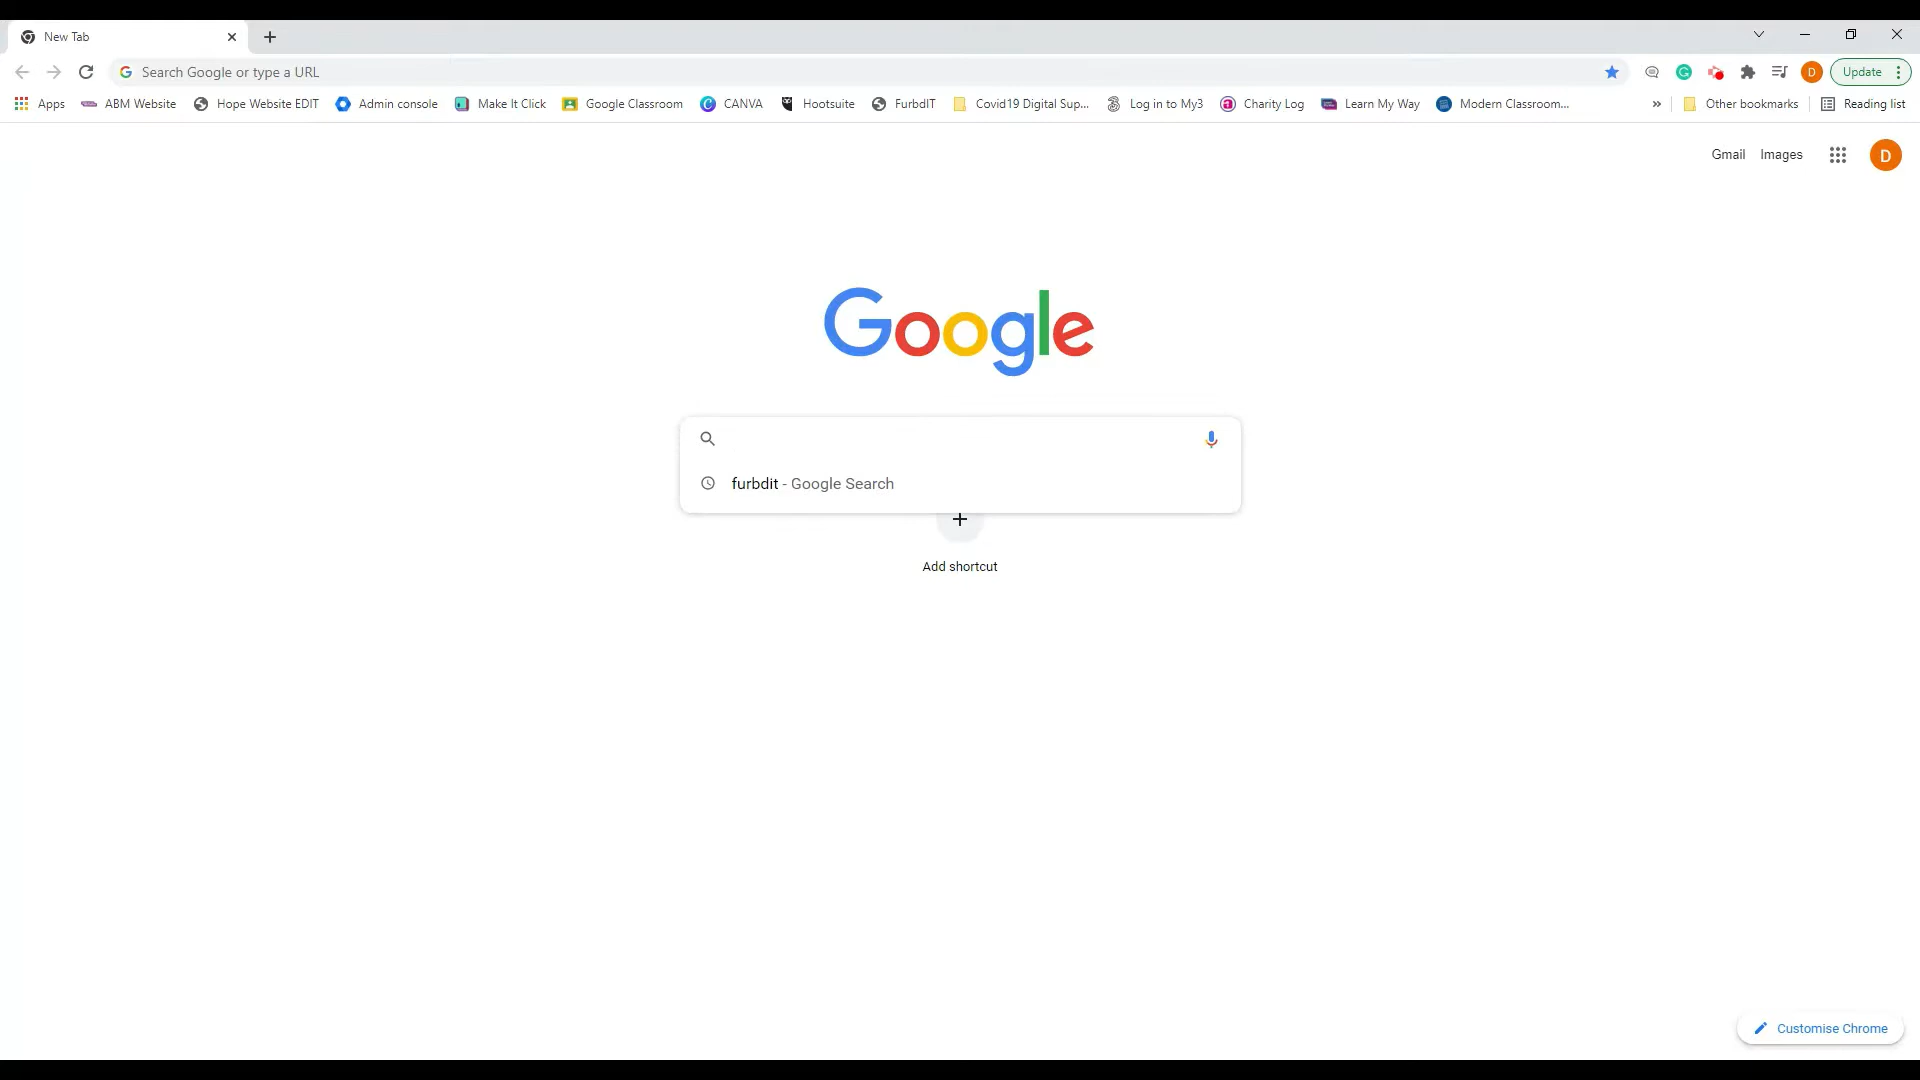 New Tab
Search Google or type a URL
Update
Apps ABM Website Hope Website EDIT Admin console Make It Click Google Classroom CANVA Hootsuite FurbdIT Covid19 Digital Sup... Log in to My3 Charity Log Learn My Way Modern Classroom... » Other bookmarks Reading list
Gmail Images D
Google
furbdit - Google Search
Add shortcut
Customise Chrome